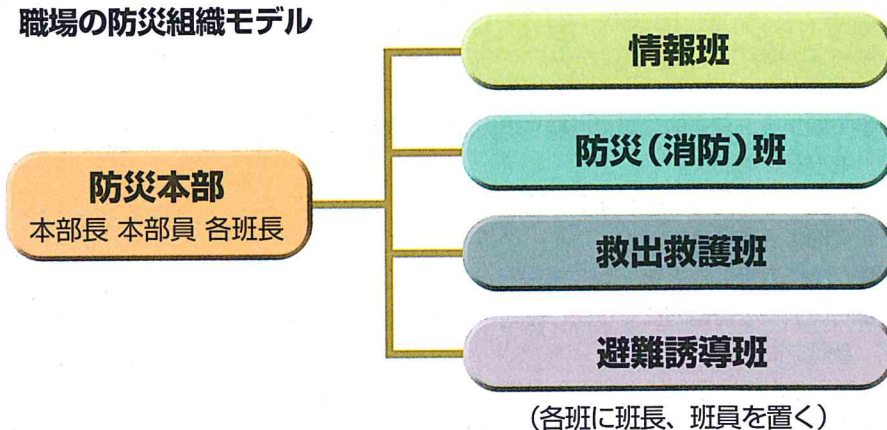 職場の防災組織モデル
防災本部
本部長 本部員 各班長
情報班
防災(消防)班
救出救護班
避難誘導班
(各班に班長、班員を置く)